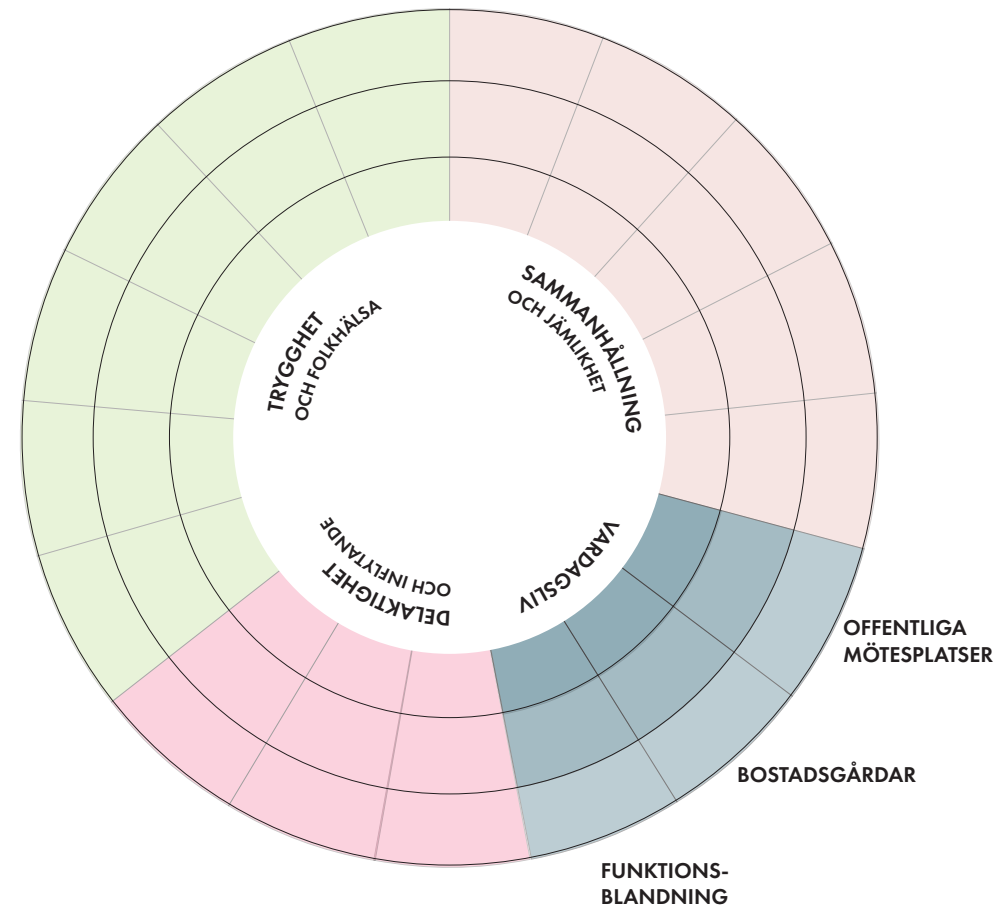 TRYGGHET
OCH FOLKHÄLSA
SAMMANHÅLLNING
OCH JÄMLIKHET
VARDAGSLIV
DELAKTIGHET
OCH INFLYTANDE
OFFENTLIGA
MÖTESPLATSER
BOSTADSGÅRDAR
FUNKTIONS-
BLANDNING